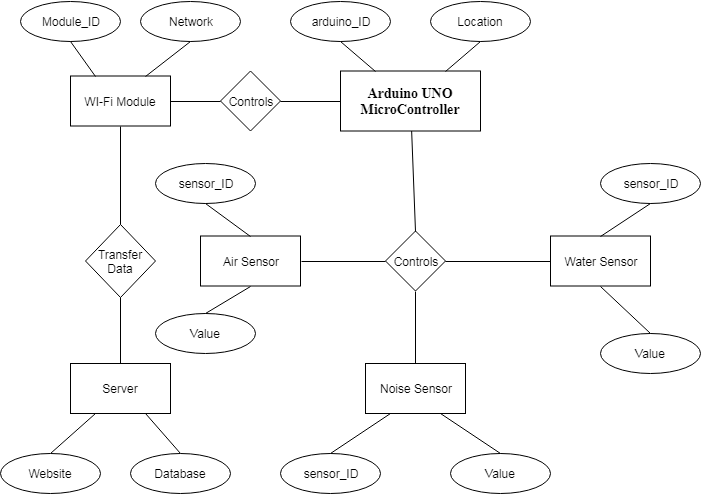 Module_ID
Network
arduino_ID
Location
WI-Fi Module
Controls
Arduino UNO
MicroController
sensor_ID
sensor_ID
Transfer
Data
Air Sensor
Controls
Water Sensor
Value
Value
Server
Noise Sensor
Website
Database
sensor_ID
Value